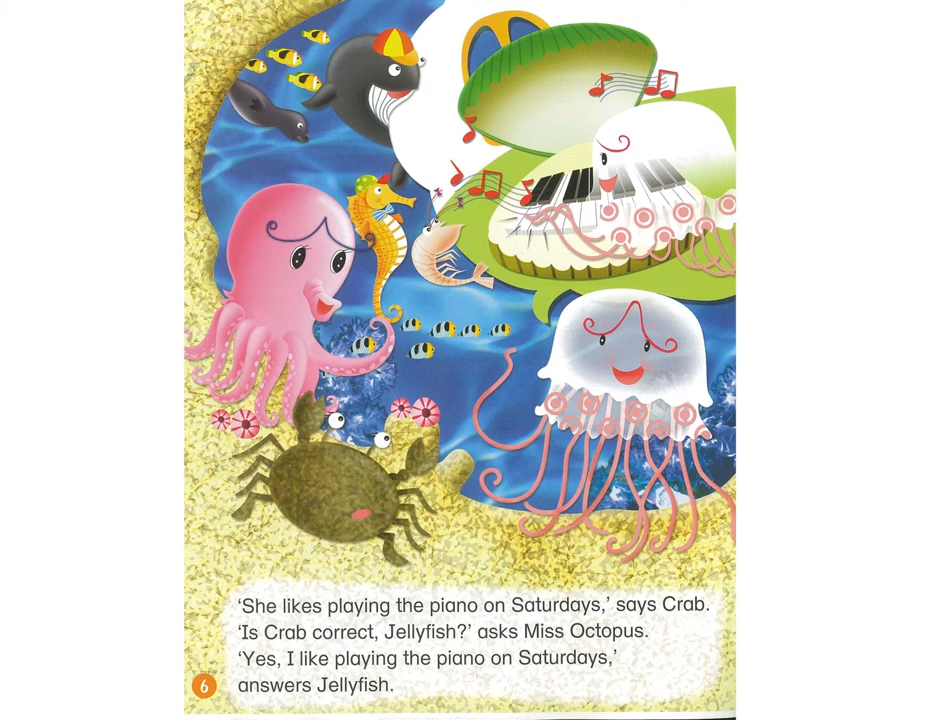 ‘She likes playing the piano on Saturdays,’ says Crab.
‘Is Crab correct, Jellyfish?’ asks Miss Octopus.
‘Yes, I like playing the piano on Saturdays,’
answers Jellyfish.
6